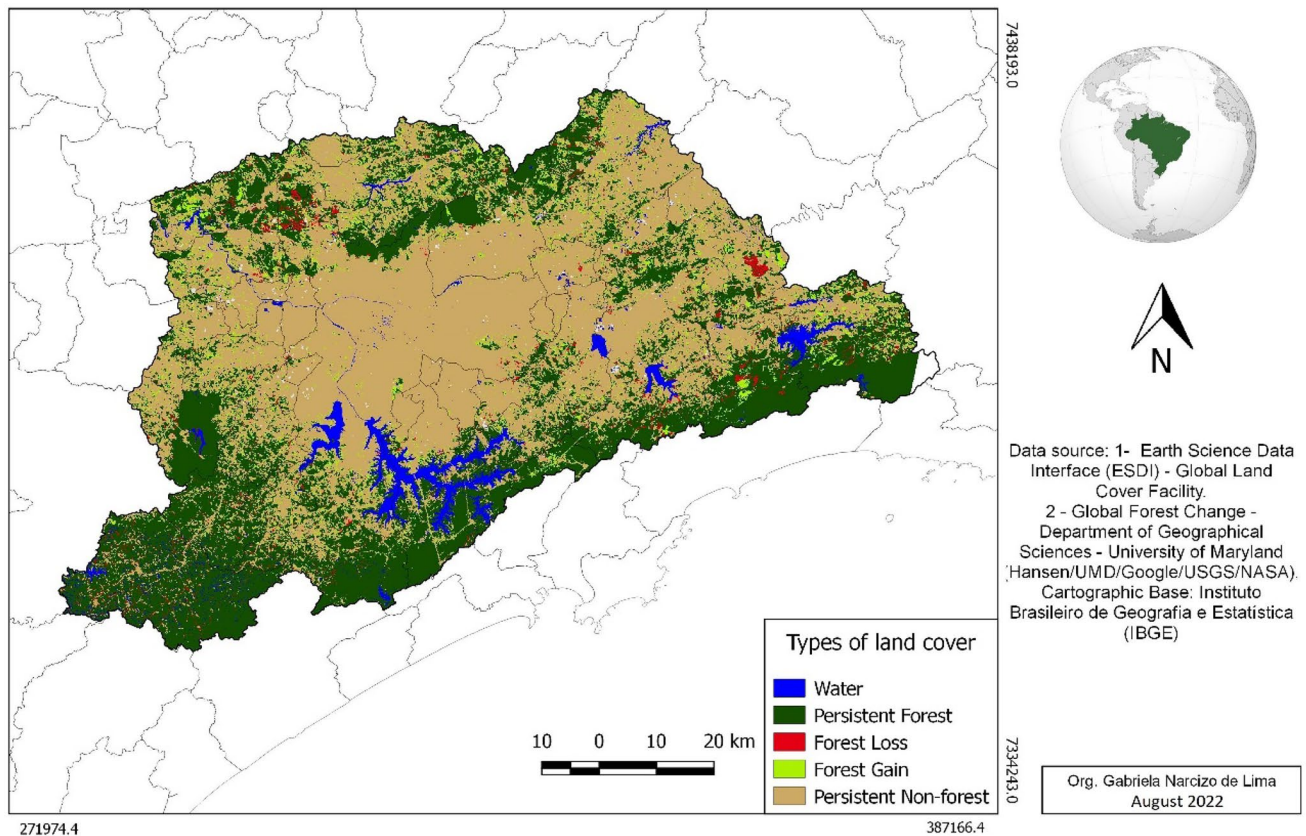 7438193.0
N
Data source: 1- Earth Science Data
Interface (ESDI) - Global Land
Cover Facility.
2 - Global Forest Change -
Department of Geographical
Sciences - University of Maryland
(Hansen/UMD/Google/USGS/NASA).
Cartographic Base: Instituto
Brasileiro de Geografia e Estatística
(IBGE)
Types of land cover
Water
Persistent Forest
Forest Loss
Forest Gain
Persistent Non-forest
10 0 10 20 km
7334243.0
Org. Gabriela Narcizo de Lima
August 2022
271974.4
387166.4